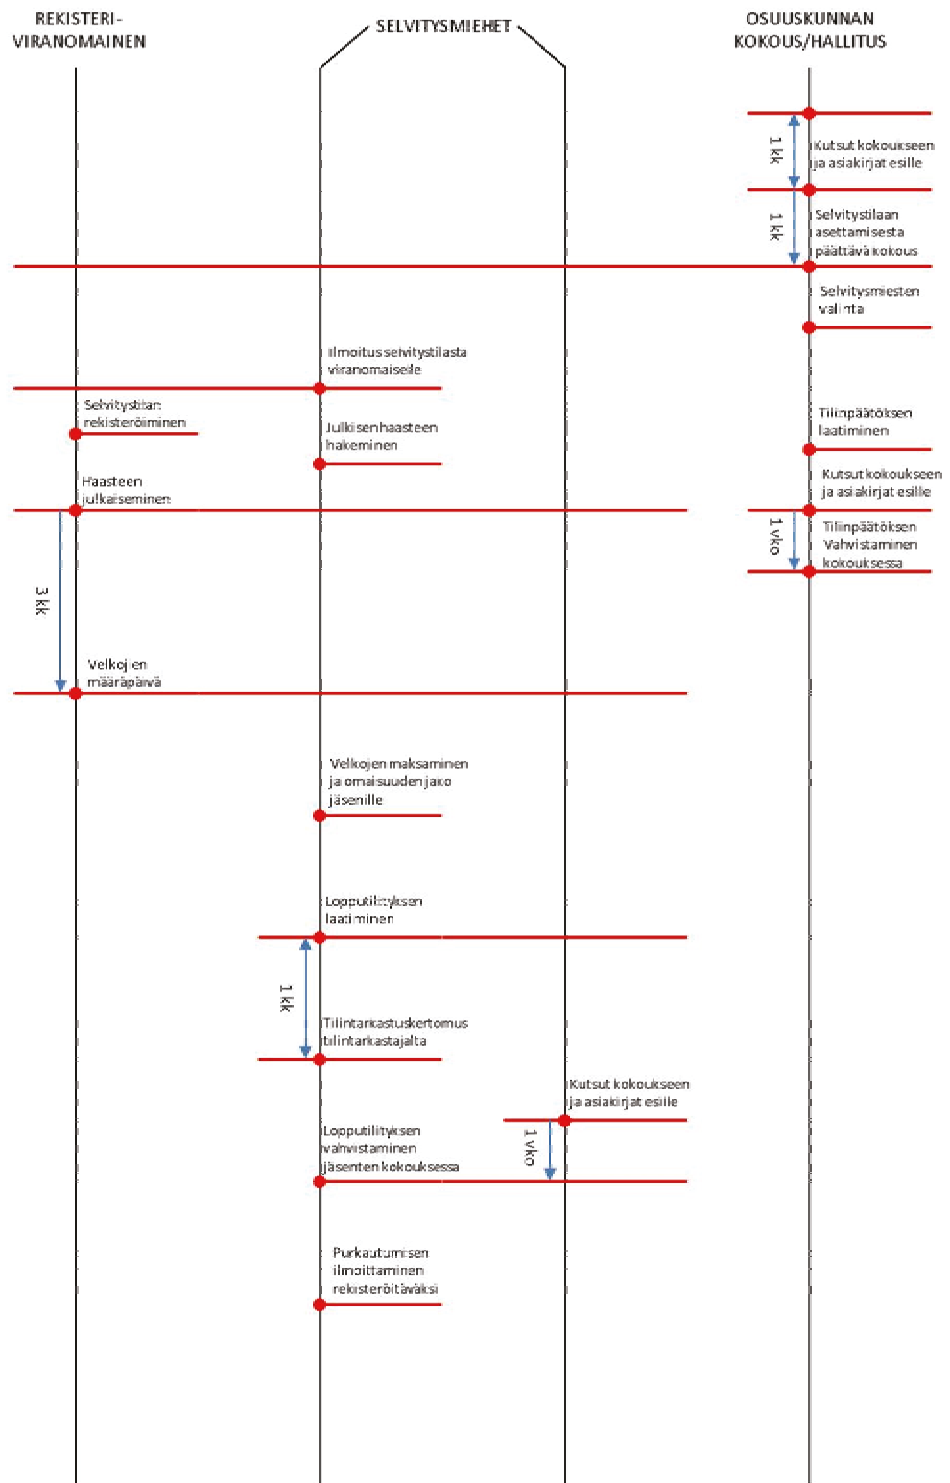 REKISTERI-
VIRANOMAINEN
SELVITYSMIEHET
OSUUSKUNNAN
KOKOUS/HALLITUS
1 kk
Kutsut kokoukseen
ja asiakirjat esille
1 kk
Selvitystilaan
asettamisesta
päättävä kokous
Selvitysmiesten
valinta
Ilmoitus selvitystilasta
viranomaiselle
Selvitystilan
rekisteröiminen
Julkisen haasteen
hakeminen
Tilinpäätöksen
laatiminen
Haasteen
julkaiseminen
Kutsut kokoukseen
ja asiakirjat esille
1 vko
Tilinpäätöksen
Vahvistaminen
kokouksessa
3 kk
Velkojen
määräpäivä
Velkojen maksaminen
ja omaisuuden jako
jäsenille
Lopputilityksen
laatiminen
1 kk
Tilintarkastuskertomus
tilintarkastajalta
Kutsut kokoukseen
ja asiakirjat esille
1 vko
Lopputilityksen
vahvistaminen
jäsenten kokouksessa
Purkautumisen
ilmoittaminen
rekisteröitäväksi